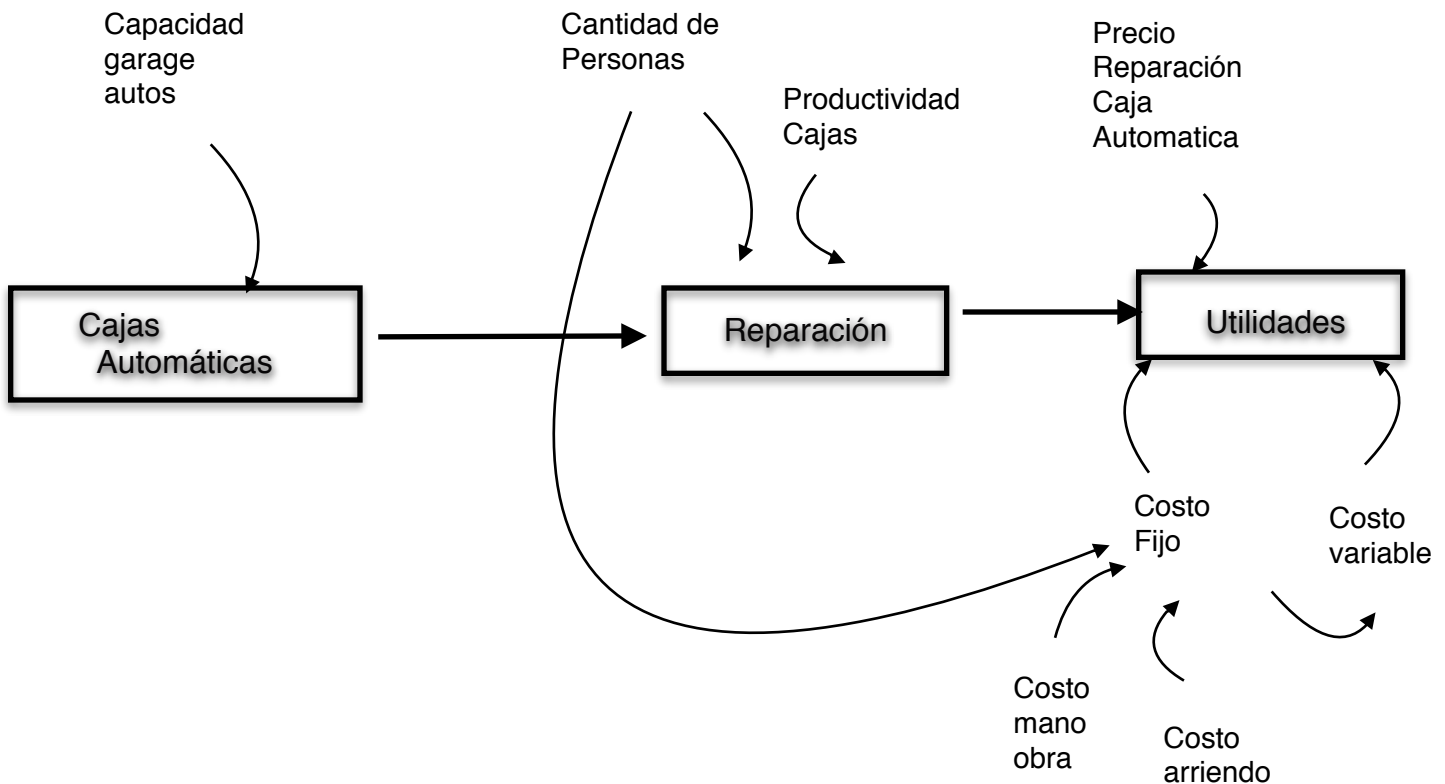 Capacidad
garage
autos
Cantidad de
Personas
Productividad
Cajas
Precio
Reparación
Caja
Automatica
Cajas
Automáticas
Reparación
Utilidades
Costo
Fijo
Costo
variable
Costo
mano
obra
Costo
arriendo